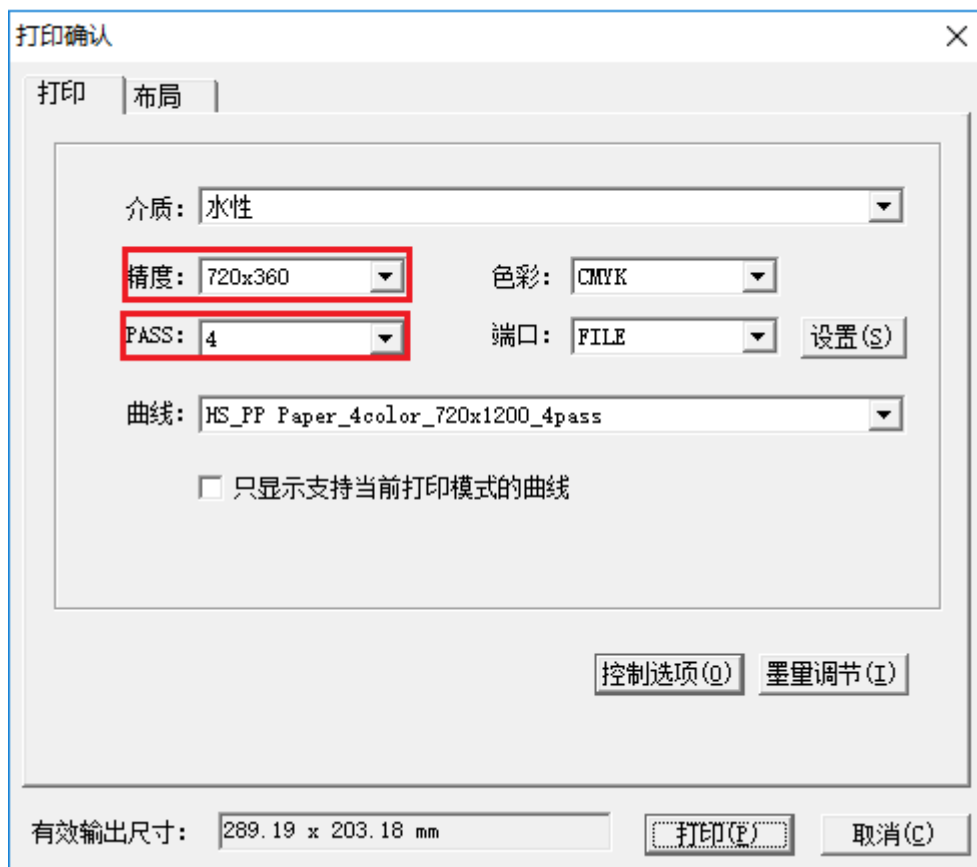 打印确认
打印 布局
介质: 水性
精度: 720x360 色彩: CMYK
PASS: 4 端口: FILE 设置(S)
曲线: HS_PP Paper_4color_720x1200_4pass
只显示支持当前打印模式的曲线
控制选项(O) 墨量调节(I)
有效输出尺寸: 289.19 x 203.18 mm 打印(P) 取消(C)